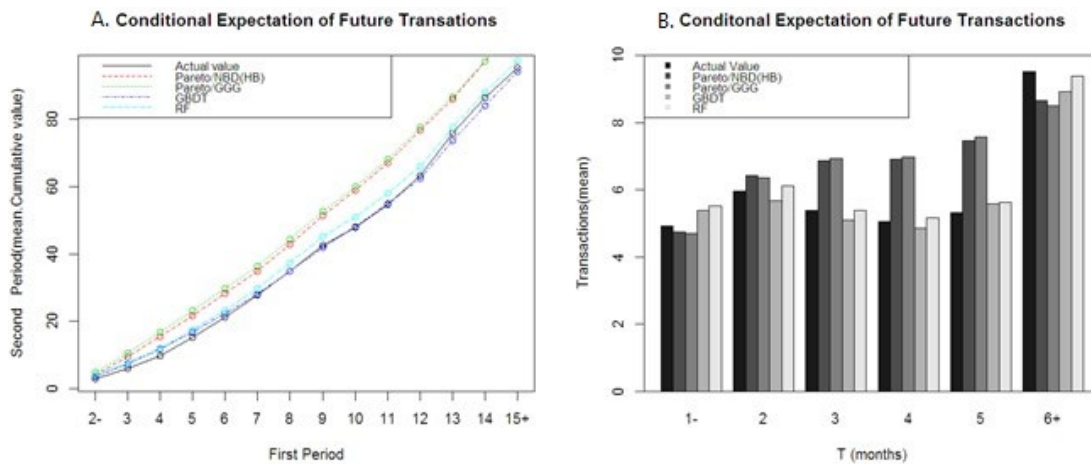 A. Conditional Expectation of Future Transations
Actual value
Pareto/NBD(HB)
Pareto/GGG
GBDT
RF
Second Period(mean.Cumulative value)
80
60
40
20
0
2- 3 4 5 6 7 8 9 10 11 12 13 14 15+
First Period
B. Conditonal Expectation of Future Transactions
Actual Value
Pareto/NBD(HB)
Pareto/GGG
GBDT
RF
Transactions(mean)
10
8
6
4
2
0
1- 2 3 4 5 6+
T (months)